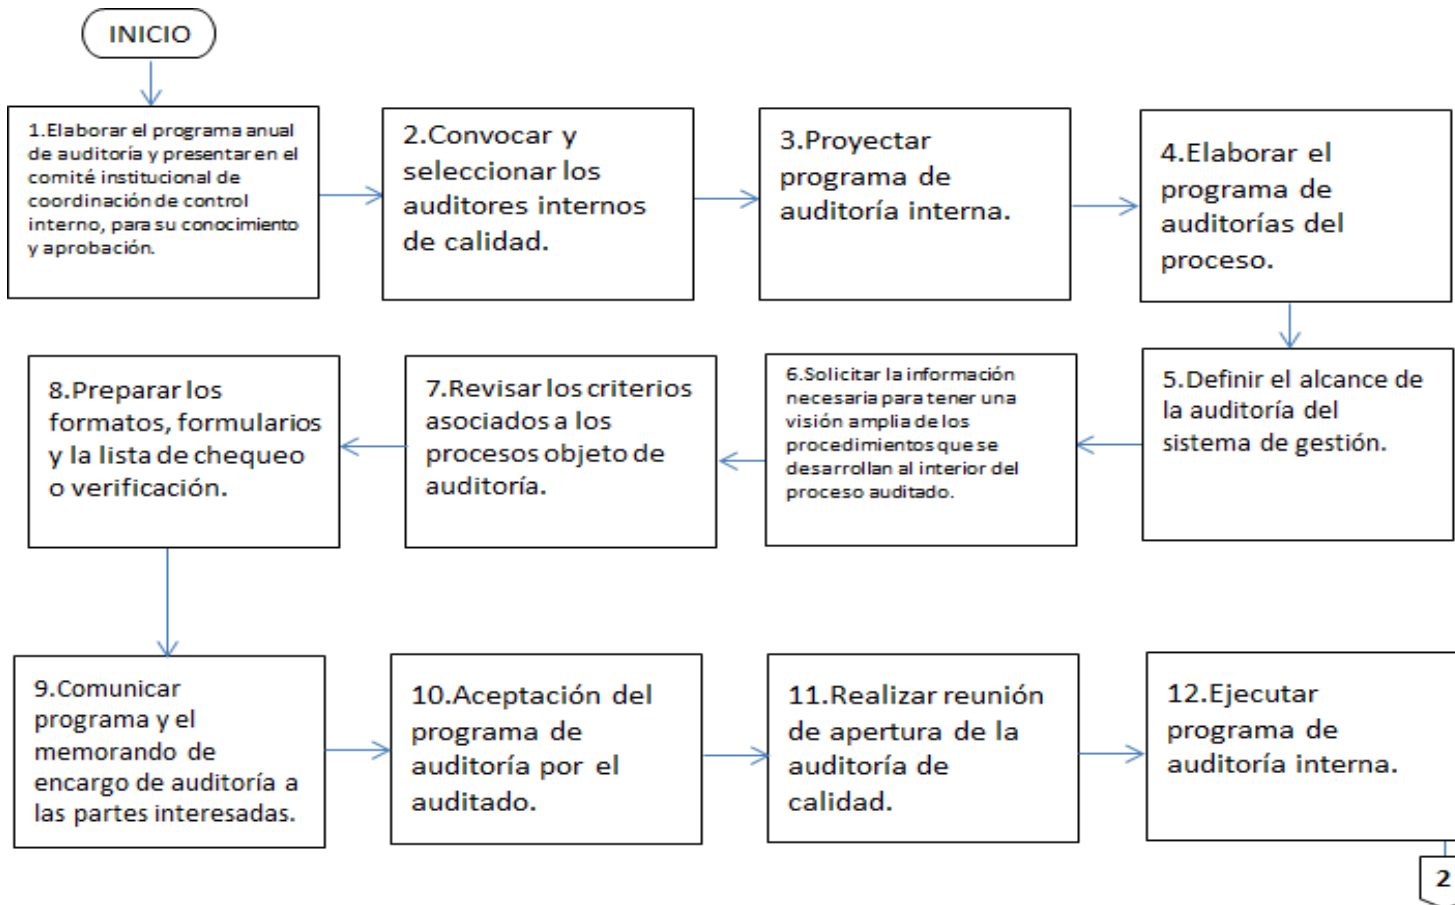 INICIO
1.Elaborar el programa anual
de auditoría y presentar en el
comité institucional de
coordinación de control
interno, para su conocimiento
y aprobación.
2.Convocar y
seleccionar los
auditores internos
de calidad.
3.Proyectar
programa de
auditoría interna.
4.Elaborar el
programa de
auditorías del
proceso.
5.Definir el alcance de
la auditoría del
sistema de gestión.
6.Solicitar la información
necesaria para tener una
visión amplia de los
procedimientos que se
desarrollan al interior del
proceso auditado.
7.Revisar los criterios
asociados a los
procesos objeto de
auditoría.
8.Preparar los
formatos, formularios
y la lista de chequeo
o verificación.
9.Comunicar
programa y el
memorando de
encargo de auditoría a
las partes interesadas.
10.Aceptación del
programa de
auditoría por el
auditado.
11.Realizar reunión
de apertura de la
auditoría de
calidad.
12.Ejecutar
programa de
auditoría interna.
2